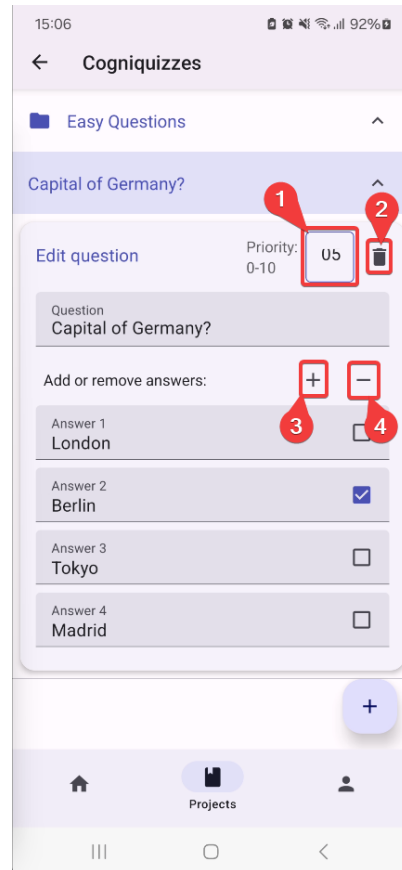 15:06 92%
Cogniquizzes
Easy Questions
Capital of Germany?
1
2
Edit question
Priority:
0-10
05
Question
Capital of Germany?
Add or remove answers:
3
4
Answer 1
London
Answer 2
Berlin
Answer 3
Tokyo
Answer 4
Madrid
Projects